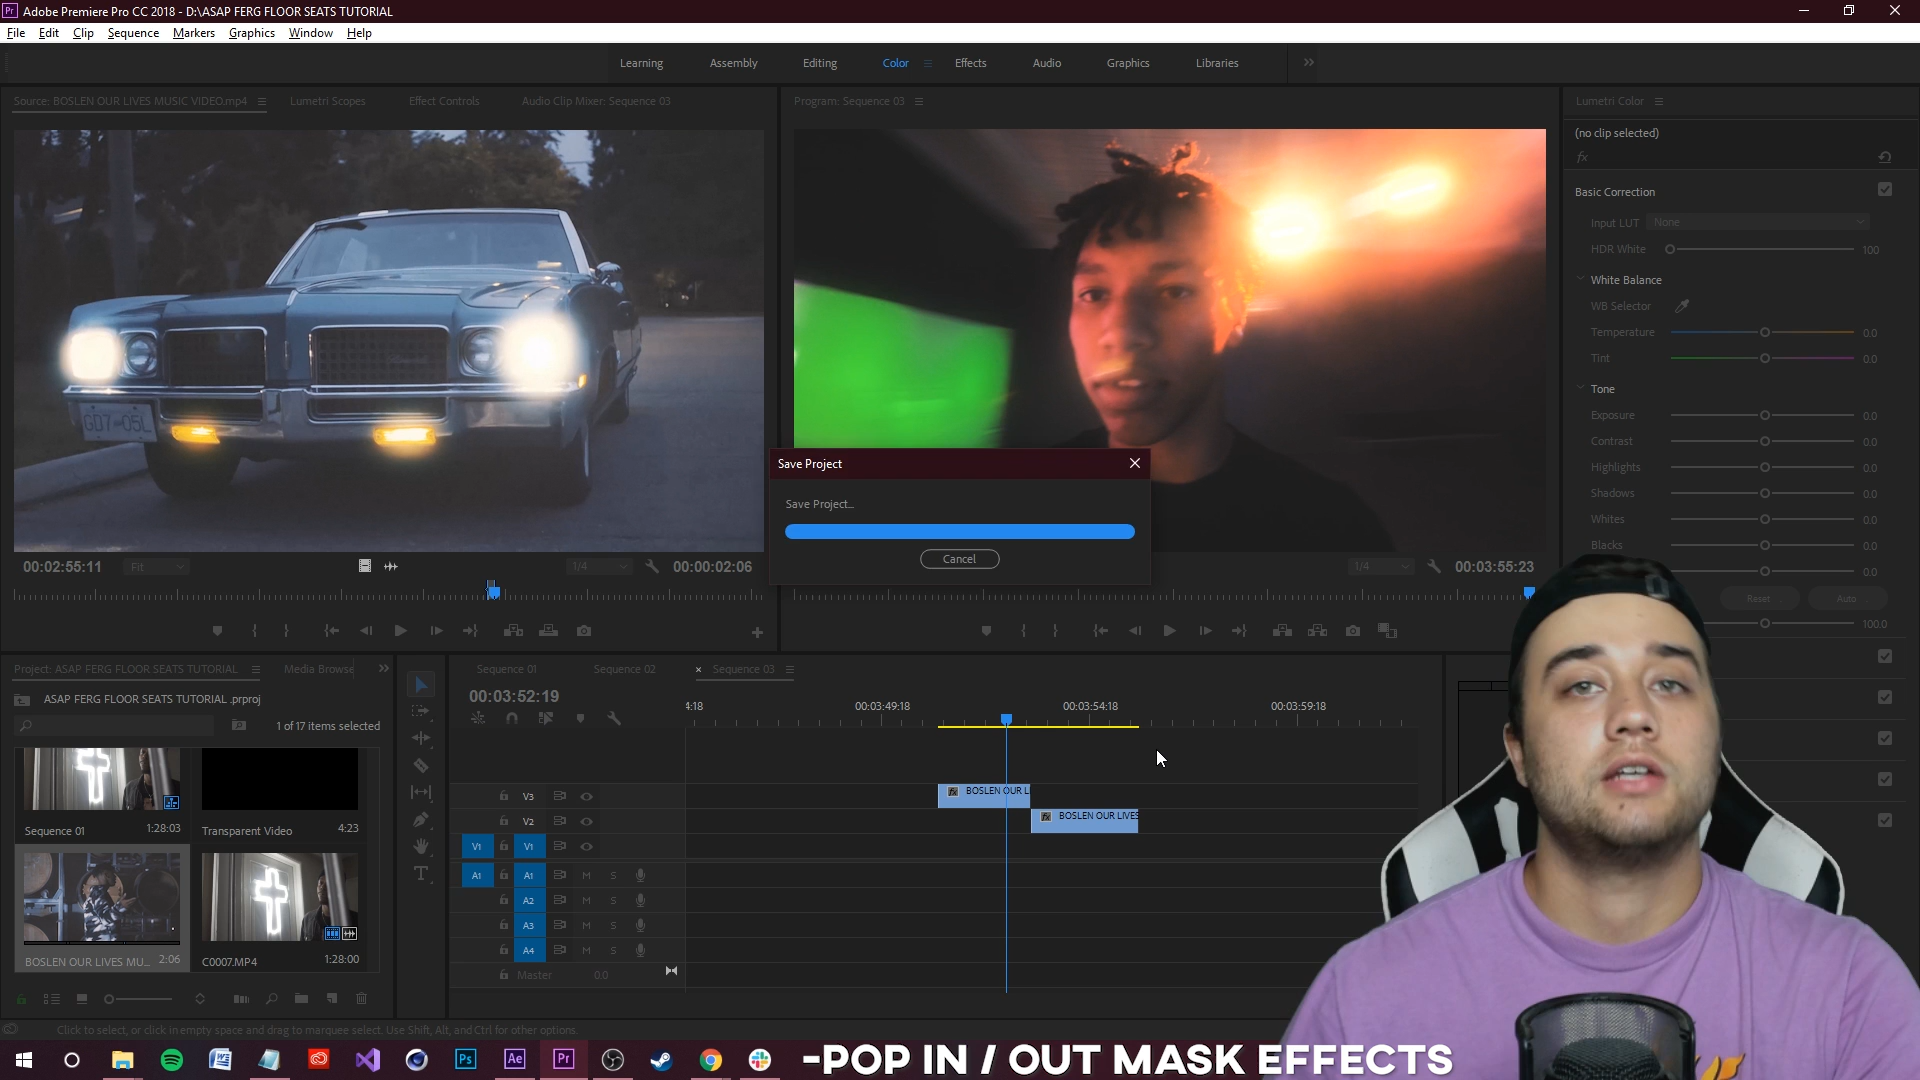 Pr Adobe Premiere Pro CC 2018 - D:\ASAP FERG FLOOR SEATS TUTORIAL
File Edit Clip Sequence Markers Graphics Window Help
Learning Assembly Editing Color Effects Audio Graphics Libraries
Source: BOSLEN OUR LIVES MUSIC VIDEO.mp4 Lumetri Scopes Effect Controls Audio Clip Mixer: Sequence 03
Program: Sequence 03
Lumetri Color
(no clip selected)
fx
Basic Correction
Input LUT None
HDR White 100
White Balance
WB Selector
Temperature 0.0
Tint 0.0
Tone
Exposure 0.0
Contrast 0.0
Highlights 0.0
Shadows 0.0
Whites 0.0
Blacks 0.0
0.0
Reset Auto
100.0
GD7 05L
Save Project
Save Project...
Cancel
00:02:55:11 Fit 1/4 00:00:02:06
1/4 00:03:55:23
Project: ASAP FERG FLOOR SEATS TUTORIAL Media Browse
ASAP FERG FLOOR SEATS TUTORIAL .prproj
1 of 17 items selected
Sequence 01 1:28:03
Transparent Video 4:23
BOSLEN OUR LIVES MU... 2:06
C0007.MP4 1:28:00
Sequence 01 Sequence 02 × Sequence 03
00:03:52:19
4:18 00:03:49:18 00:03:54:18 00:03:59:18
V3 fx BOSLEN OUR LI
V2 fx BOSLEN OUR LIVES
V1 V1
A1 A1 M S
A2 M S
A3 M S
A4 M S
Master 0.0
T
Click to select, or click in empty space and drag to marquee select. Use Shift, Alt, and Ctrl for other options.
W Ps Ae Pr
-POP IN / OUT MASK EFFECTS